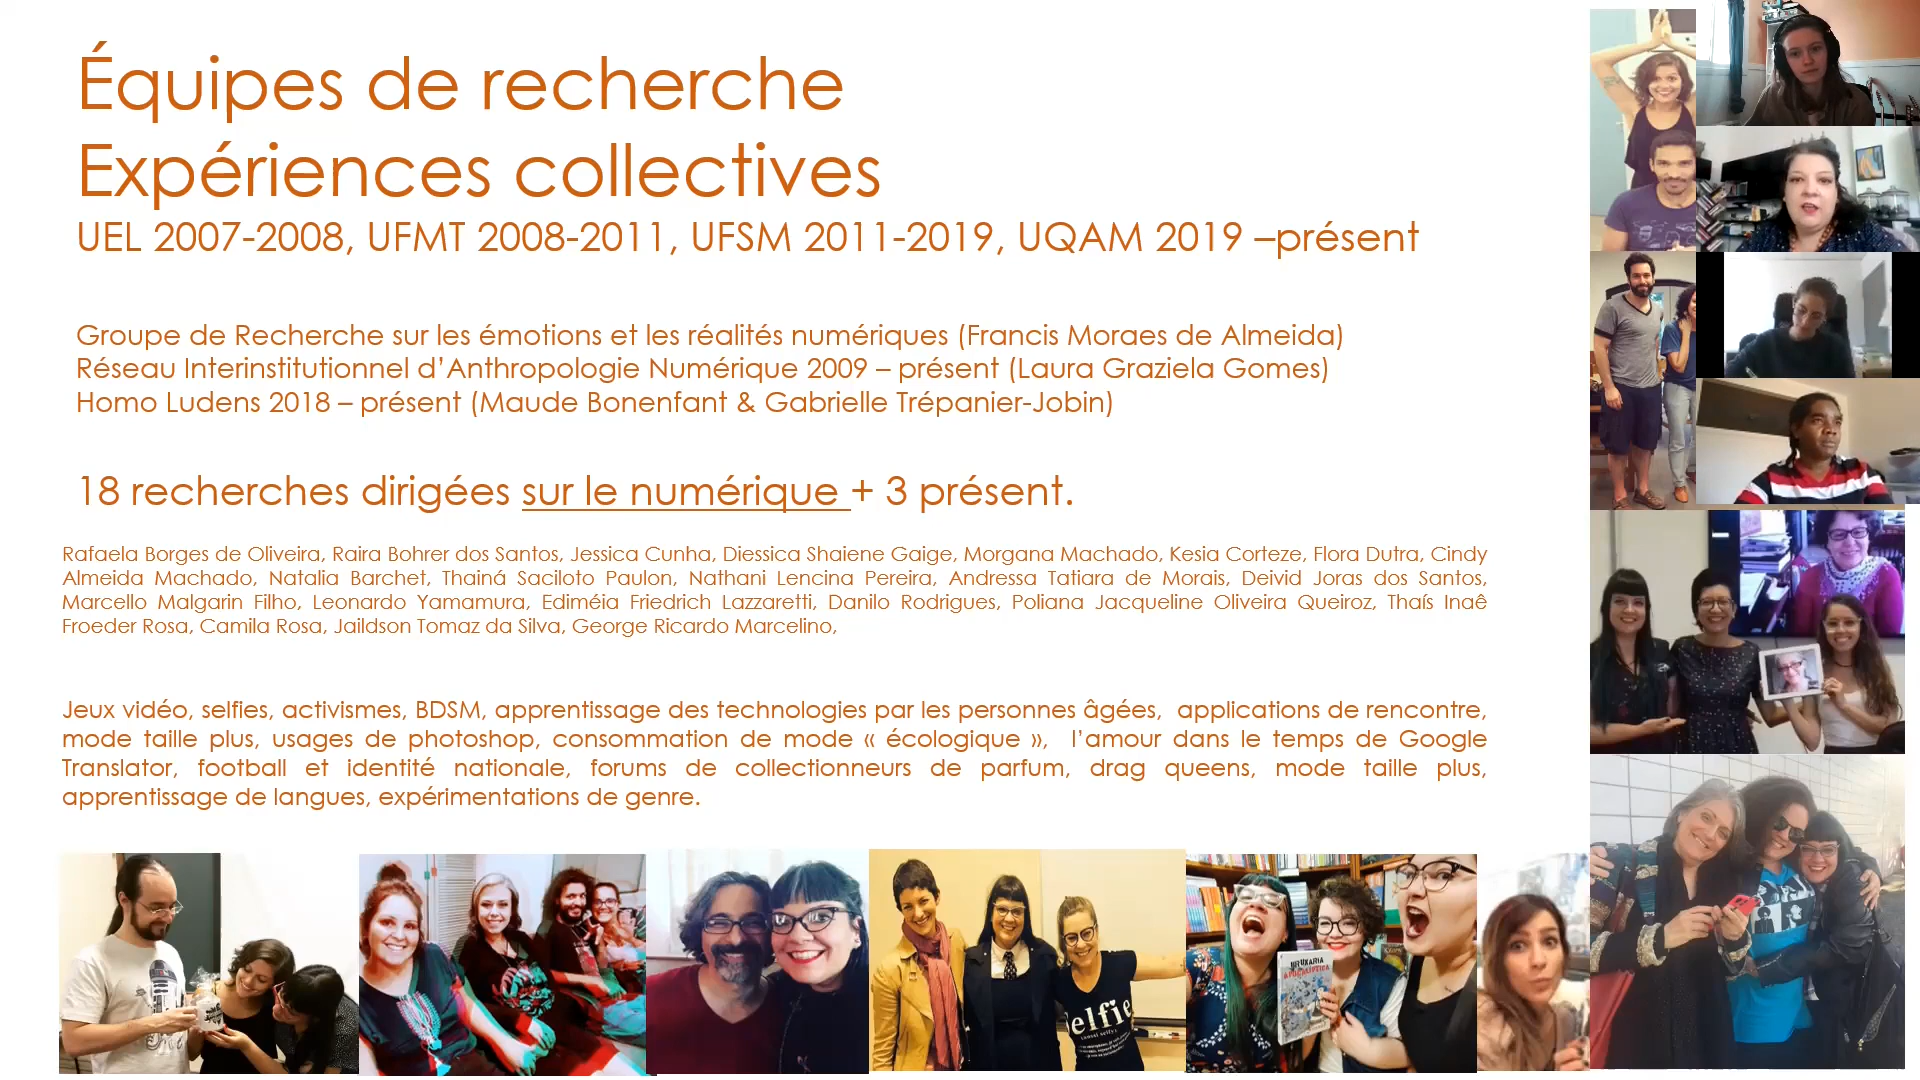 Équipes de recherche
Expériences collectives
UEL 2007-2008, UFMT 2008-2011, UFSM 2011-2019, UQAM 2019 –présent
Groupe de Recherche sur les émotions et les réalités numériques (Francis Moraes de Almeida)
Réseau Interinstitutionnel d’Anthropologie Numérique 2009 – présent (Laura Graziela Gomes)
Homo Ludens 2018 – présent (Maude Bonenfant & Gabrielle Trépanier-Jobin)
18 recherches dirigées sur le numérique + 3 présent.
Rafaela Borges de Oliveira, Raira Bohrer dos Santos, Jessica Cunha, Diessica Shaiene Gaige, Morgana Machado, Kesia Corteze, Flora Dutra, Cindy
Almeida Machado, Natalia Barchet, Thainá Saciloto Paulon, Nathani Lencina Pereira, Andressa Tatiara de Morais, Deivid Joras dos Santos,
Marcello Malgarin Filho, Leonardo Yamamura, Ediméia Friedrich Lazzaretti, Danilo Rodrigues, Poliana Jacqueline Oliveira Queiroz, Thaís Inaê
Froeder Rosa, Camila Rosa, Jaildson Tomaz da Silva, George Ricardo Marcelino,
Jeux vidéo, selfies, activismes, BDSM, apprentissage des technologies par les personnes âgées, applications de rencontre,
mode taille plus, usages de photoshop, consommation de mode « écologique », l’amour dans le temps de Google
Translator, football et identité nationale, forums de collectionneurs de parfum, drag queens, mode taille plus,
apprentissage de langues, expérimentations de genre.
BRUXARIA
APOCALÍPTICA
elfie